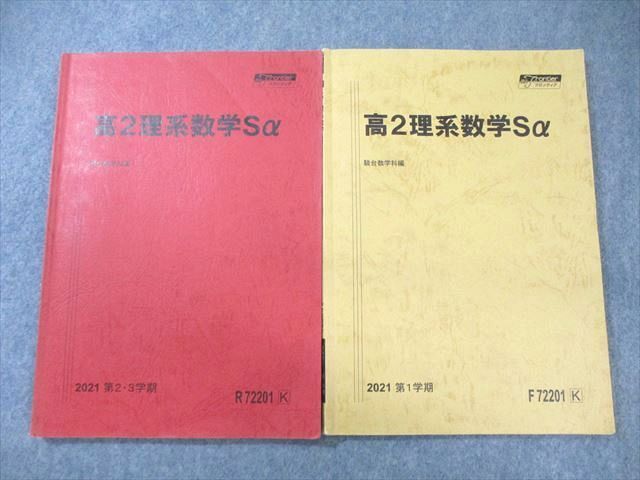 高2理系数学Sα
2021 第2・3学期
R72201 K
高2理系数学Sα
駿台数学科編
2021 第1学期
F72201 K